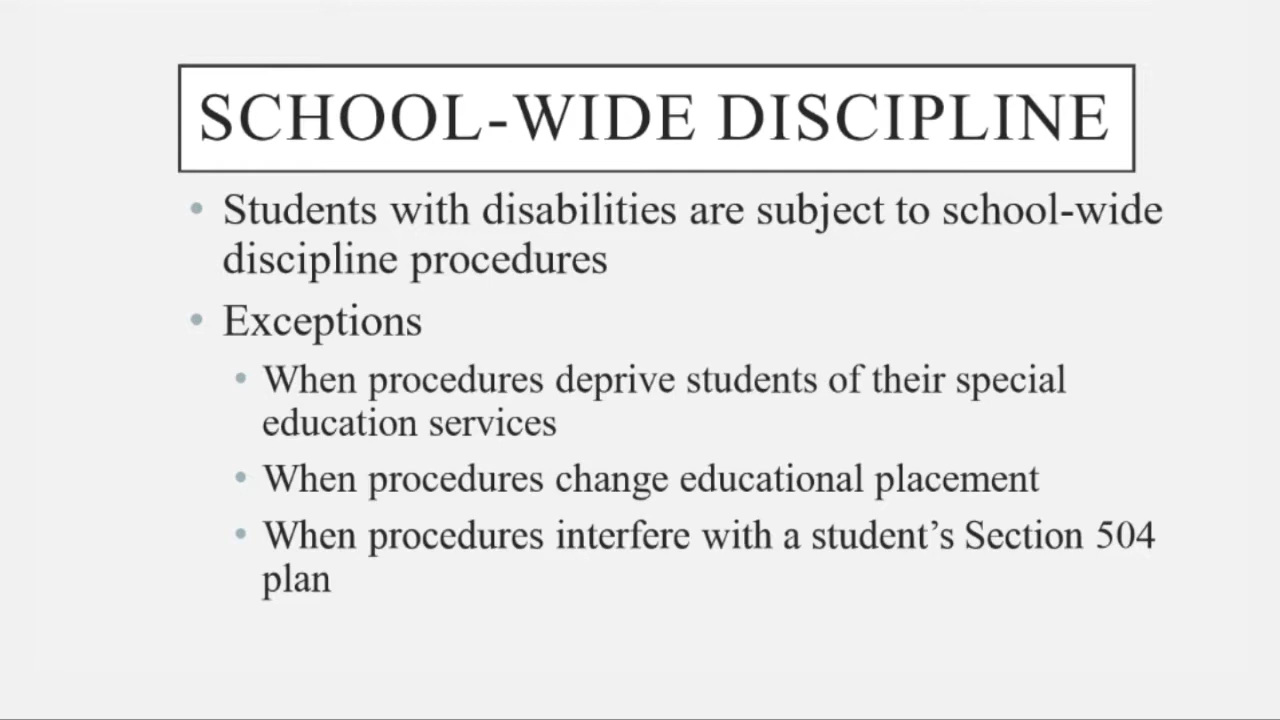 SCHOOL-WIDE DISCIPLINE
• Students with disabilities are subject to school-wide
discipline procedures
• Exceptions
• When procedures deprive students of their special
education services
• When procedures change educational placement
• When procedures interfere with a student’s Section 504
plan